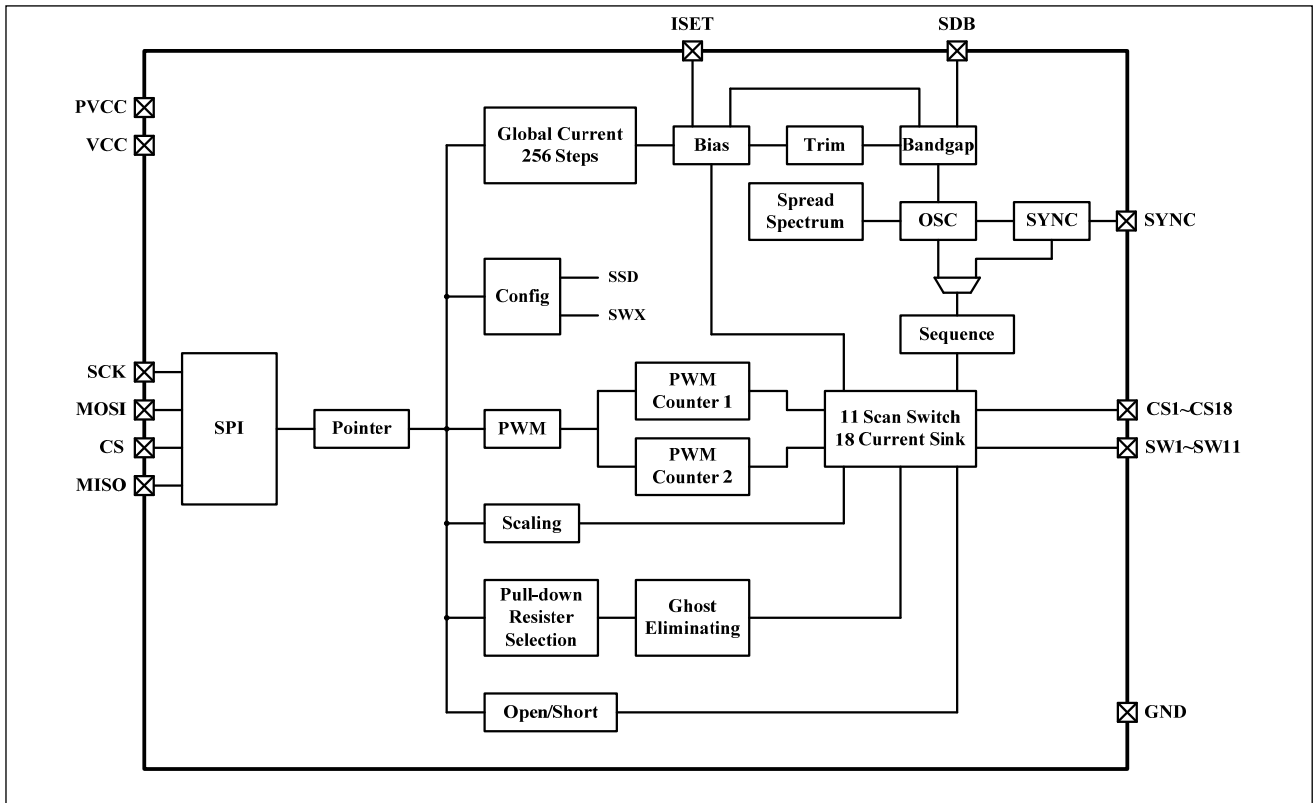 ISET
SDB
PVCC
VCC
Global Current
256 Steps
Bias
Trim
Bandgap
Spread
Spectrum
OSC
SYNC
SYNC
Config
SSD
SWX
Sequence
SCK
MOSI
CS
MISO
SPI
Pointer
PWM
PWM
Counter 1
PWM
Counter 2
11 Scan Switch
18 Current Sink
CS1~CS18
SW1~SW11
Scaling
Pull-down
Resister
Selection
Ghost
Eliminating
Open/Short
GND